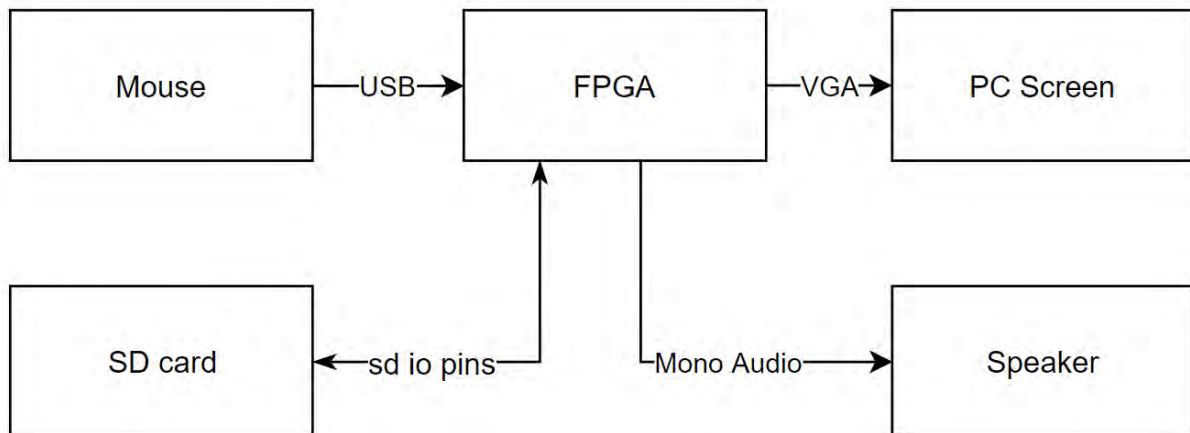 Mouse
USB
FPGA
VGA
PC Screen
SD card
sd io pins
Mono Audio
Speaker